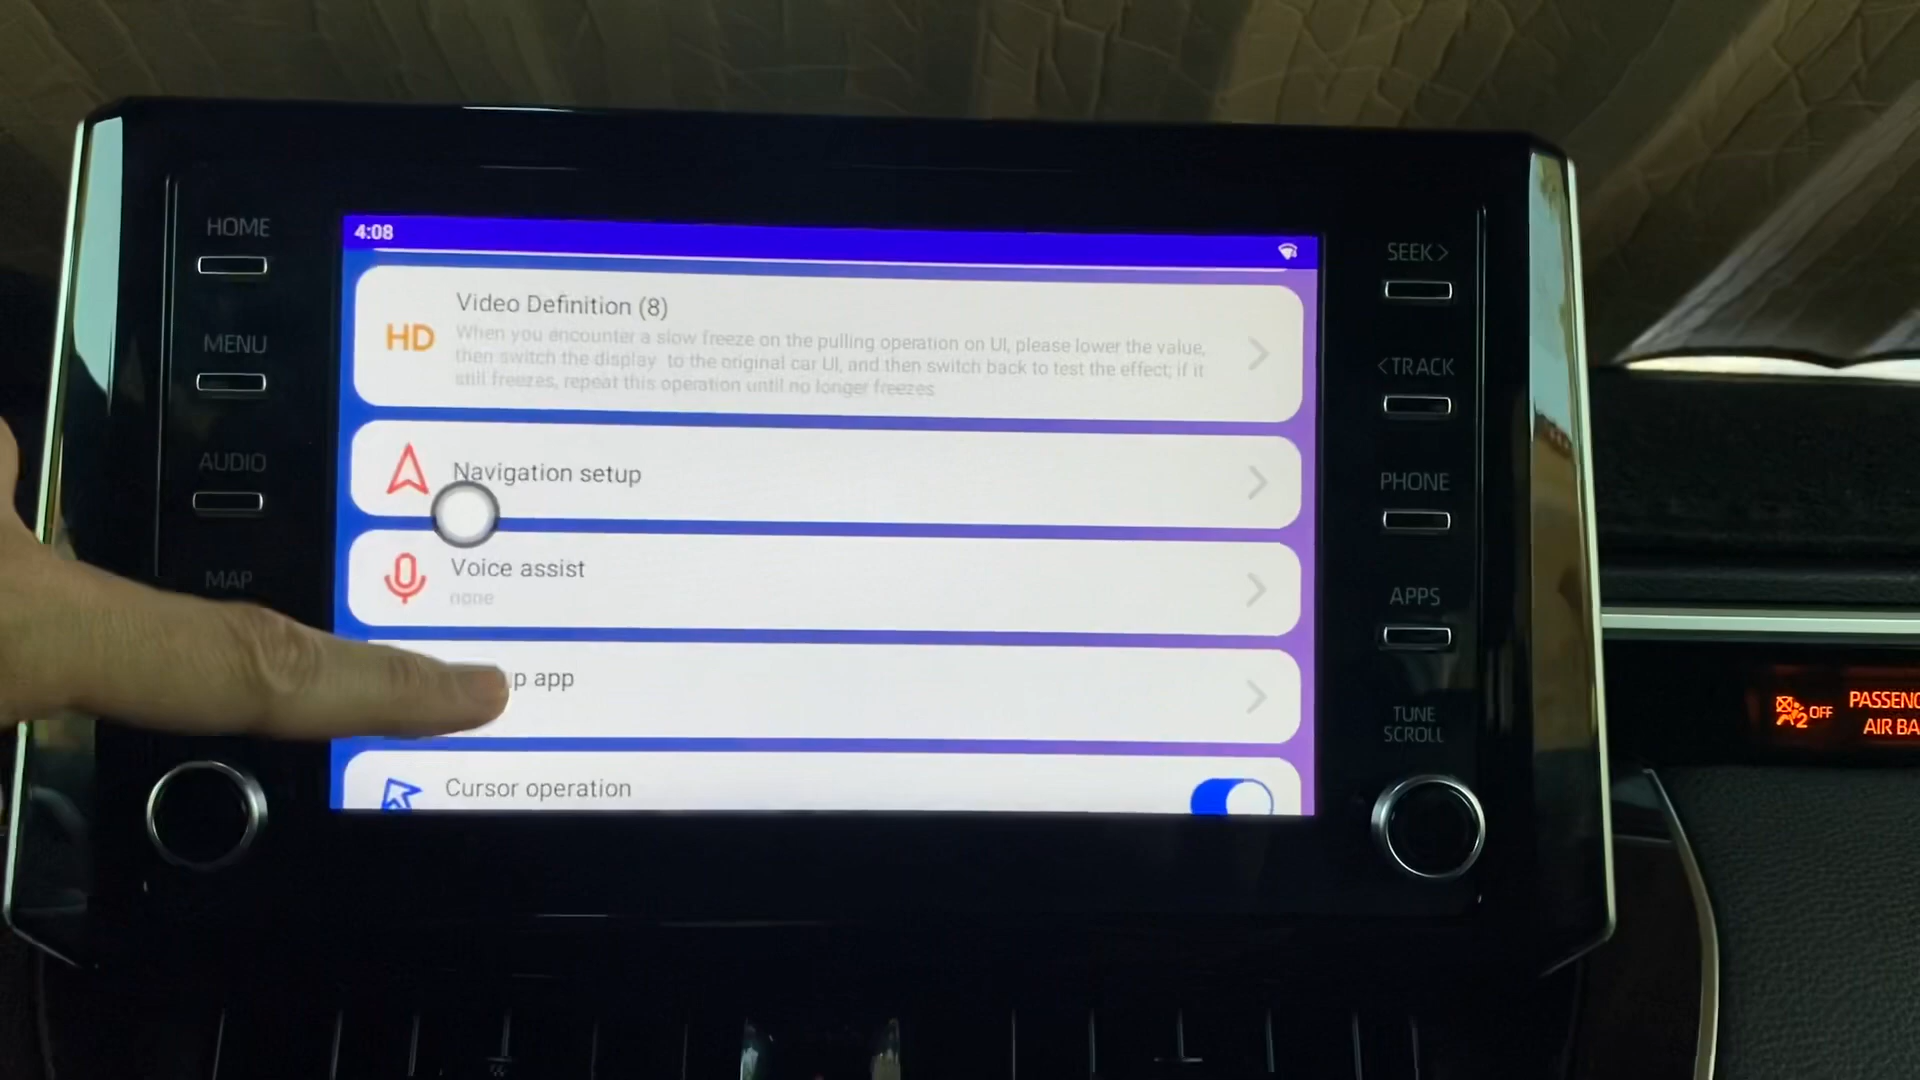 HOME
MENU
AUDIO
MAP
4:08
Video Definition (8)
HD
When you encounter a slow freeze on the pulling operation on UI, please lower the value,
then switch the display to the original car UI, and then switch back to test the effect; if it
still freezes, repeat this operation until no longer freezes
Navigation setup
Voice assist
none
p app
Cursor operation
SEEK>
<TRACK
PHONE
APPS
TUNE
SCROLL
2 OFF
PASSENG
AIR BA